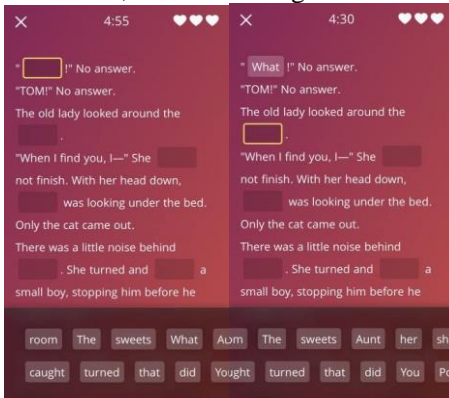 4:55
" !" No answer.
"TOM!" No answer.
The old lady looked around the
.
"When I find you, I—" She
not finish. With her head down,
was looking under the bed.
Only the cat came out.
There was a little noise behind
. She turned and a
small boy, stopping him before he
room The sweets What
caught turned that did
4:30
" What !" No answer.
"TOM!" No answer.
The old lady looked around the
.
"When I find you, I—" She
not finish. With her head down,
was looking under the bed.
Only the cat came out.
There was a little noise behind
. She turned and a
small boy, stopping him before he
The sweets Aunt her sh
ught turned that did You Po